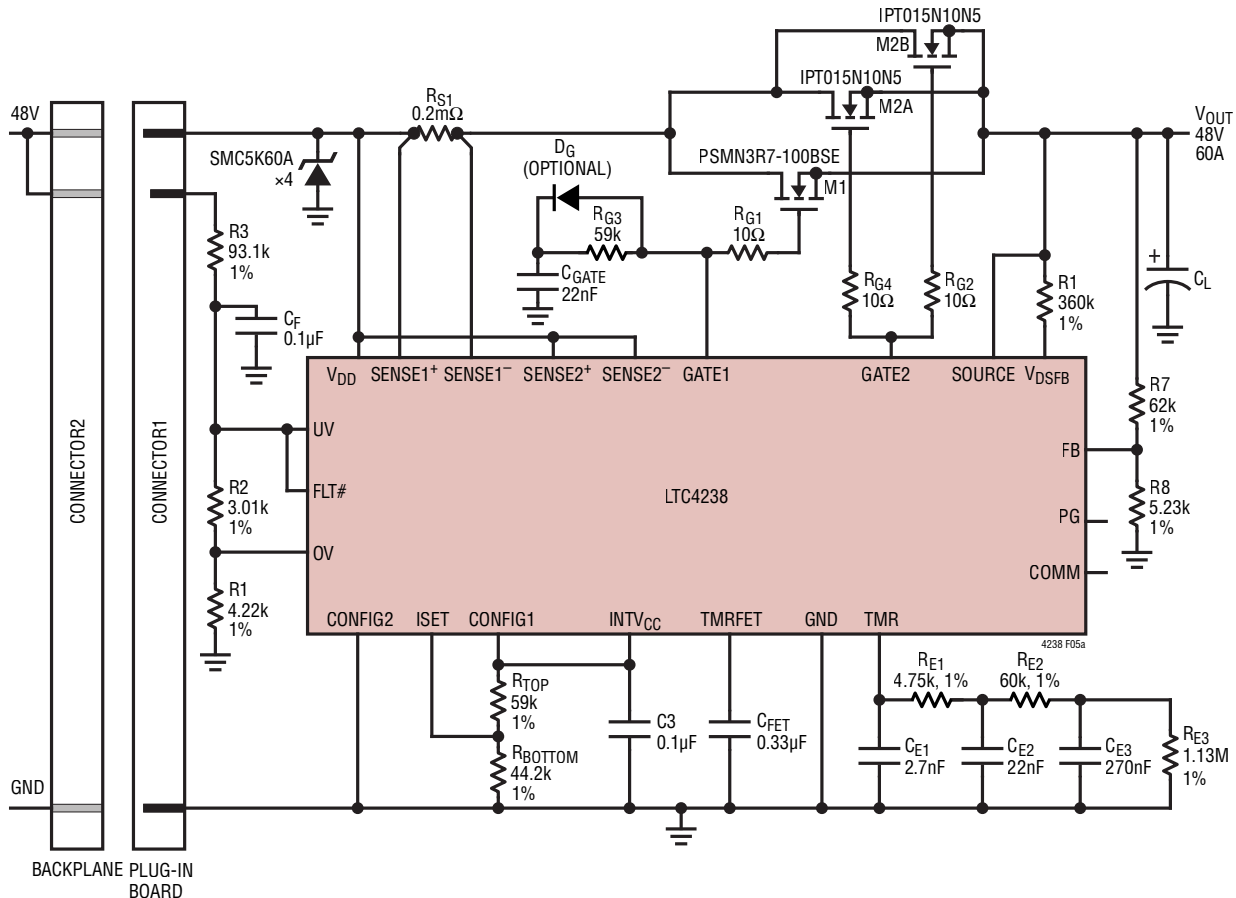 IPT015N10N5
M2B
IPT015N10N5
M2A
48V
RS1
0.2mΩ
VOUT
48V
60A
SMC5K60A
×4
DG
(OPTIONAL)
PSMN3R7-100BSE
M1
RG3
59k
RG1
10Ω
R3
93.1k
1%
CGATE
22nF
RG4
10Ω
RG2
10Ω
R1
360k
1%
+
CL
CF
0.1µF
VDD
SENSE1+
SENSE1–
SENSE2+
SENSE2–
GATE1
GATE2
SOURCE
VDSFB
R7
62k
1%
CONNECTOR2
CONNECTOR1
UV
FB
FLT#
LTC4238
R2
3.01k
1%
R8
5.23k
1%
PG
OV
COMM
R1
4.22k
1%
CONFIG2
ISET
CONFIG1
INTVCC
TMRFET
GND
TMR
4238 F05a
RE1
4.75k, 1%
RE2
60k, 1%
RTOP
59k
1%
C3
0.1µF
CFET
0.33µF
CE1
2.7nF
CE2
22nF
CE3
270nF
RE3
1.13M
1%
RBOTTOM
44.2k
1%
GND
BACKPLANE
PLUG-IN
BOARD